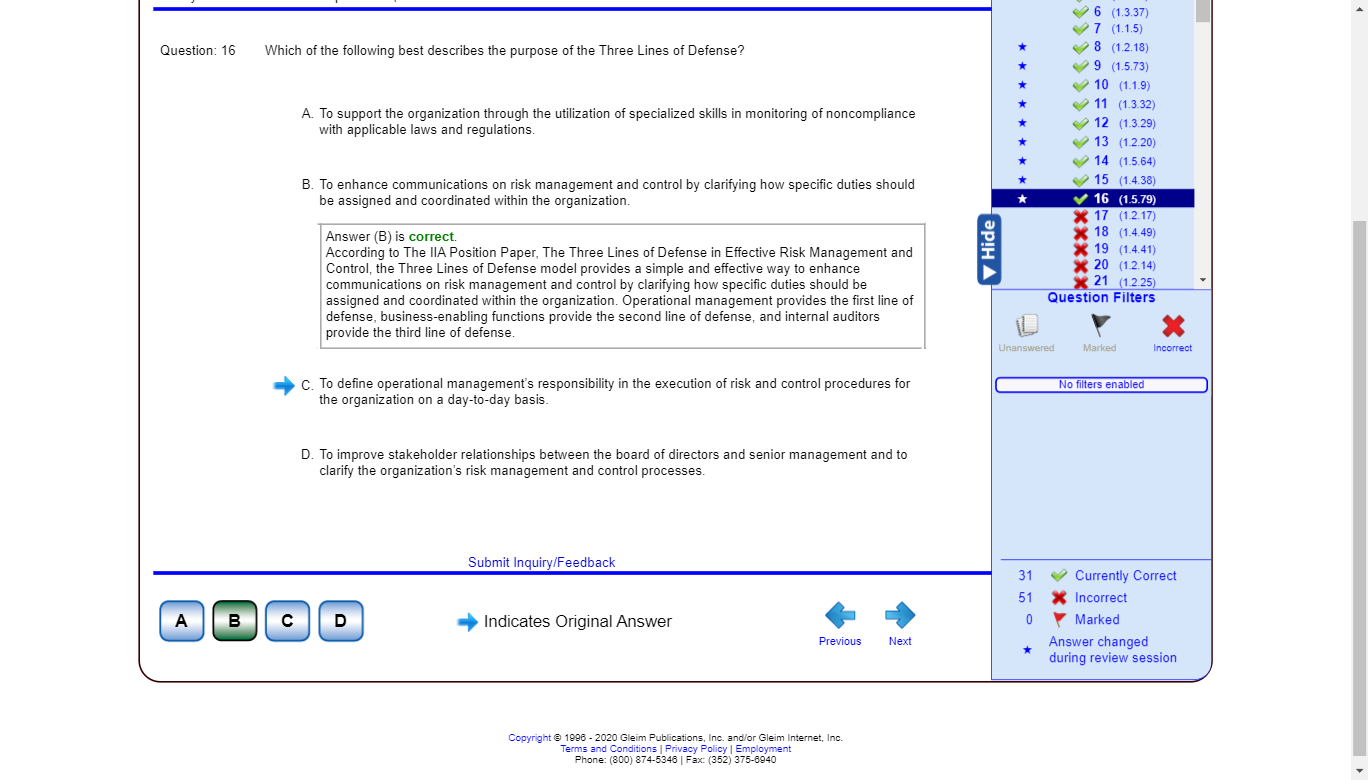 Question: 16 Which of the following best describes the purpose of the Three Lines of Defense?
A. To support the organization through the utilization of specialized skills in monitoring of noncompliance
with applicable laws and regulations.
B. To enhance communications on risk management and control by clarifying how specific duties should
be assigned and coordinated within the organization.
Answer (B) is correct.
According to The IIA Position Paper, The Three Lines of Defense in Effective Risk Management and
Control, the Three Lines of Defense model provides a simple and effective way to enhance
communications on risk management and control by clarifying how specific duties should be
assigned and coordinated within the organization. Operational management provides the first line of
defense, business-enabling functions provide the second line of defense, and internal auditors
provide the third line of defense.
C. To define operational management's responsibility in the execution of risk and control procedures for
the organization on a day-to-day basis.
D. To improve stakeholder relationships between the board of directors and senior management and to
clarify the organization's risk management and control processes.
Submit Inquiry/Feedback
A B C D
Indicates Original Answer
Previous Next
6 (1.3.37)
7 (1.1.5)
8 (1.2.18)
9 (1.5.73)
10 (1.1.9)
11 (1.3.32)
12 (1.3.29)
13 (1.2.20)
14 (1.5.64)
15 (1.4.38)
16 (1.5.79)
17 (1.2.17)
18 (1.4.49)
19 (1.4.41)
20 (1.2.14)
21 (1.2.25)
Hide
Question Filters
Unanswered Marked Incorrect
No filters enabled
31 Currently Correct
51 Incorrect
0 Marked
Answer changed
during review session
Copyright © 1996 - 2020 Gleim Publications, Inc. and/or Gleim Internet, Inc.
Terms and Conditions | Privacy Policy | Employment
Phone: (800) 874-5346 | Fax: (352) 375-6940